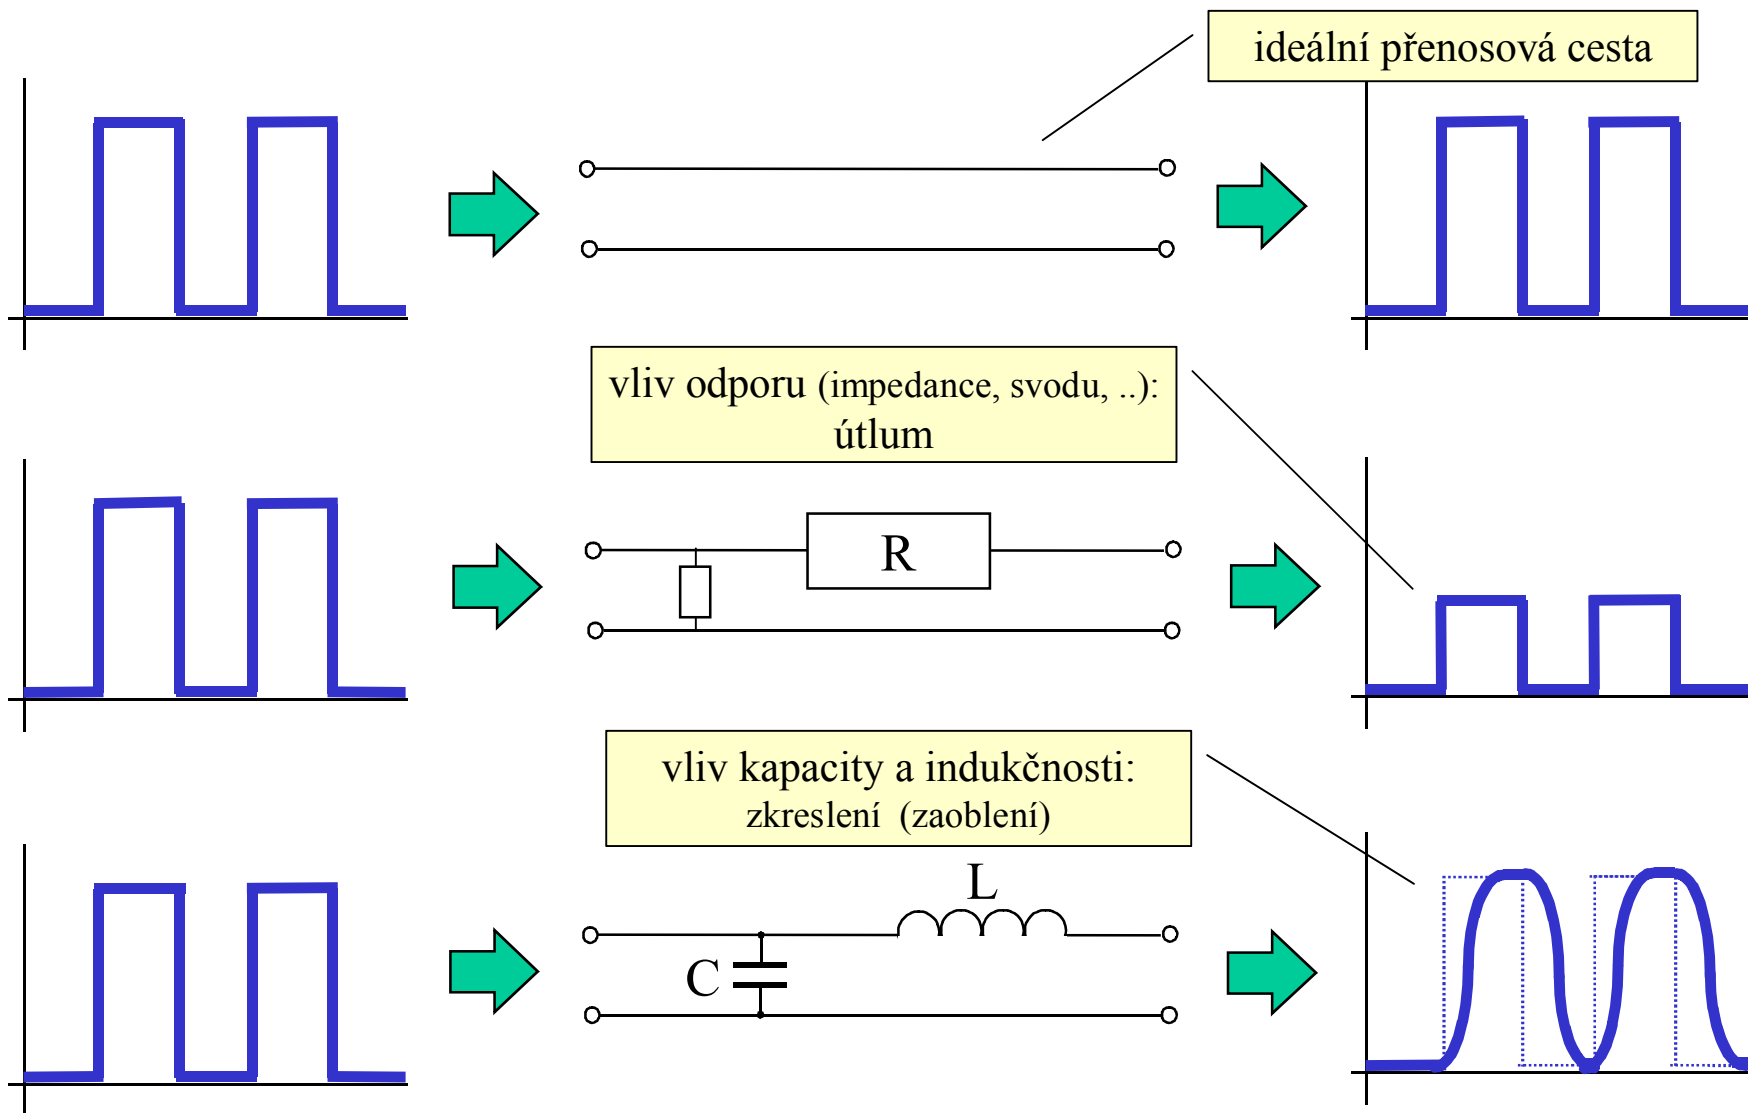 ideální přenosová cesta
vliv odporu (impedance, svodu, ..):
útlum
R
vliv kapacity a indukčnosti:
zkreslení (zaoblení)
L
C